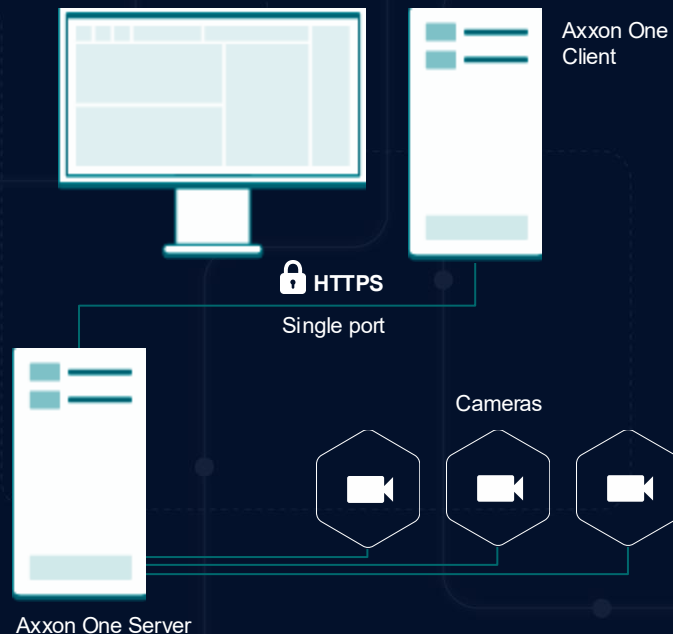 Axxon One
Client
HTTPS
Single port
Cameras
Axxon One Server